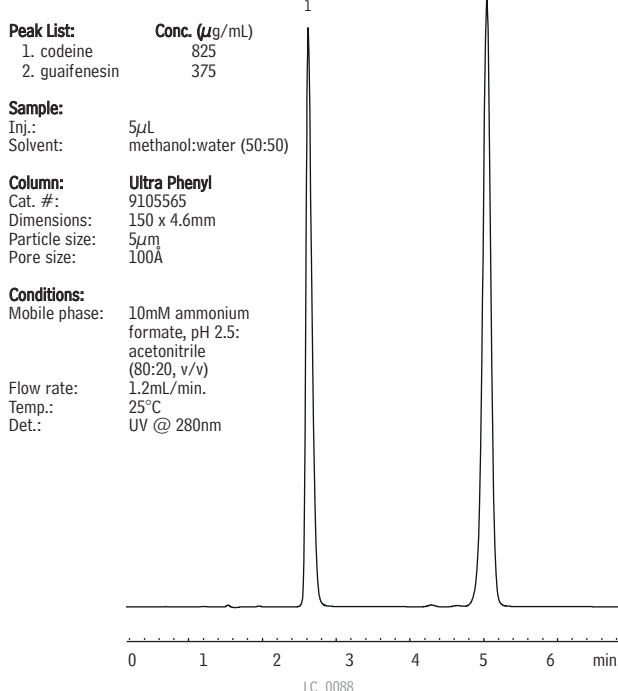 1
Peak List: Conc. (µg/mL)
1. codeine 825
2. guaifenesin 375
Sample:
Inj.: 5µL
Solvent: methanol:water (50:50)
Column: Ultra Phenyl
Cat. #: 9105565
Dimensions: 150 x 4.6mm
Particle size: 5µm
Pore size: 100Å
Conditions:
Mobile phase: 10mM ammonium
formate, pH 2.5:
acetonitrile
(80:20, v/v)
Flow rate: 1.2mL/min.
Temp.: 25°C
Det.: UV @ 280nm
0 1 2 3 4 5 6 min.
LC_0088